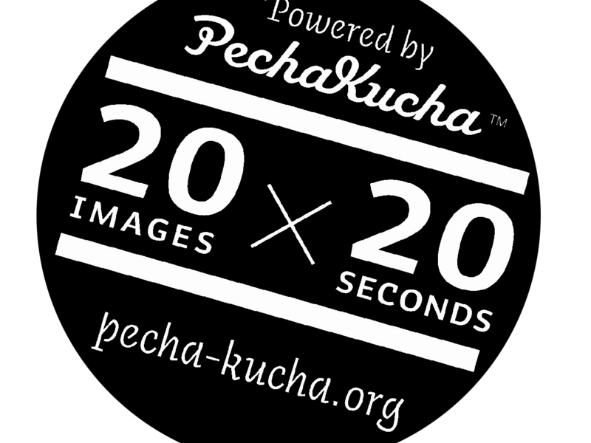 Powered by
PechaKucha™
20 × 20
IMAGES SECONDS
pecha-kucha.org